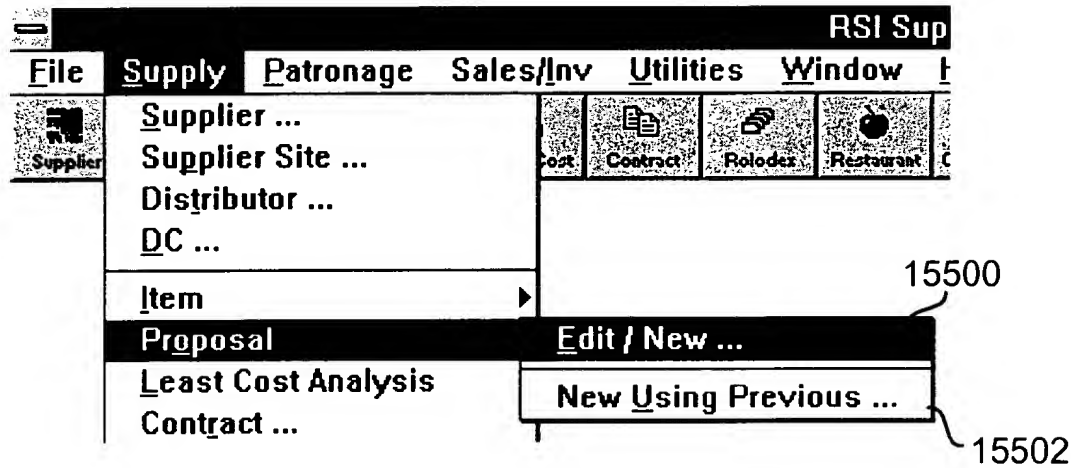 RSI Sup
File Supply Patronage Sales/Inv Utilities Window
Supplier Cost Contract Rolodex Restaurant
Supplier ...
Supplier Site ...
Distributor ...
DC ...
Item
Proposal
Least Cost Analysis
Contract ...
Edit / New ...
New Using Previous ...
15500
15502